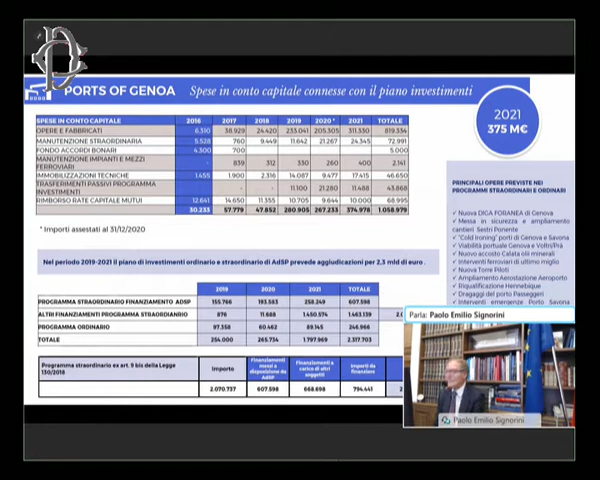 PORTS OF GENOA Spese in conto capitale connesse con il piano investimenti
2021
375 M€
SPESE IN CONTO CAPITALE 2016 2017 2018 2019 2020* 2021 TOTALE
OPERE E FABBRICATI 6.310 38.929 24.420 233.041 205.305 311.330 819.334
MANUTENZIONE STRAORDINARIA 5.528 760 9.449 11.642 21.267 24.345 72.991
FONDO ACCORDI BONARI 4.300 700 5.000
MANUTENZIONE IMPIANTI E MEZZI
FERROVIARI - 839 312 330 260 400 2.141
IMMOBILIZZAZIONI TECNICHE 1.455 1.900 2.316 14.087 9.477 17.415 46.650
TRASFERIMENTI PASSIVI PROGRAMMA
INVESTIMENTI - - - 11.100 21.280 11.488 43.868
RIMBORSO RATE CAPITALE MUTUI 12.641 14.650 11.355 10.705 9.644 10.000 68.995
30.233 57.779 47.852 280.905 267.233 374.978 1.058.979
* Importi assestati al 31/12/2020
Nel periodo 2019-2021 il piano di investimenti ordinario e straordinario di AdSP prevede aggiudicazioni per 2,3 mld di euro.
2019 2020 2021 TOTALE
PROGRAMMA STRAORDINARIO FINANZIAMENTO ADSP 155.766 193.583 258.249 607.598
ALTRI FINANZIAMENTI PROGRAMMA STRAORDINARIO 876 11.688 1.450.574 1.463.139
PROGRAMMA ORDINARIO 97.358 60.462 89.145 246.966
TOTALE 254.000 265.734 1.797.969 2.317.703
Programma straordinario ex art. 9 bis della Legge
130/2018
Importo
Finanziamenti
messi a
disposizione da
AdSP
Finanziamenti a
carico di altri
soggetti
Importi da
finanziare
2.070.737 607.598 668.698 794.441
PRINCIPALI OPERE PREVISTE NEI
PROGRAMMI STRAORDINARI E ORDINARI
✓ Nuova DIGA FORANEA di Genova
✓ Messa in sicurezza e ampliamento
cantieri Sestri Ponente
✓ "Cold Ironing" porti di Genova e Savona
✓ Viabilità portuale Genova e Voltri/Prà
✓ Nuovo accosto Calata olii minerali
✓ Interventi ferroviari di ultimo miglio
✓ Nuova Torre Piloti
✓ Ampliamento Aerostazione Aeroporto
✓ Riqualificazione Hennebique
✓ Dragaggi del porto Passeggeri
✓ Interventi emergenze Porto Savona
Parla: Paolo Emilio Signorini
Paolo Emilio Signorini